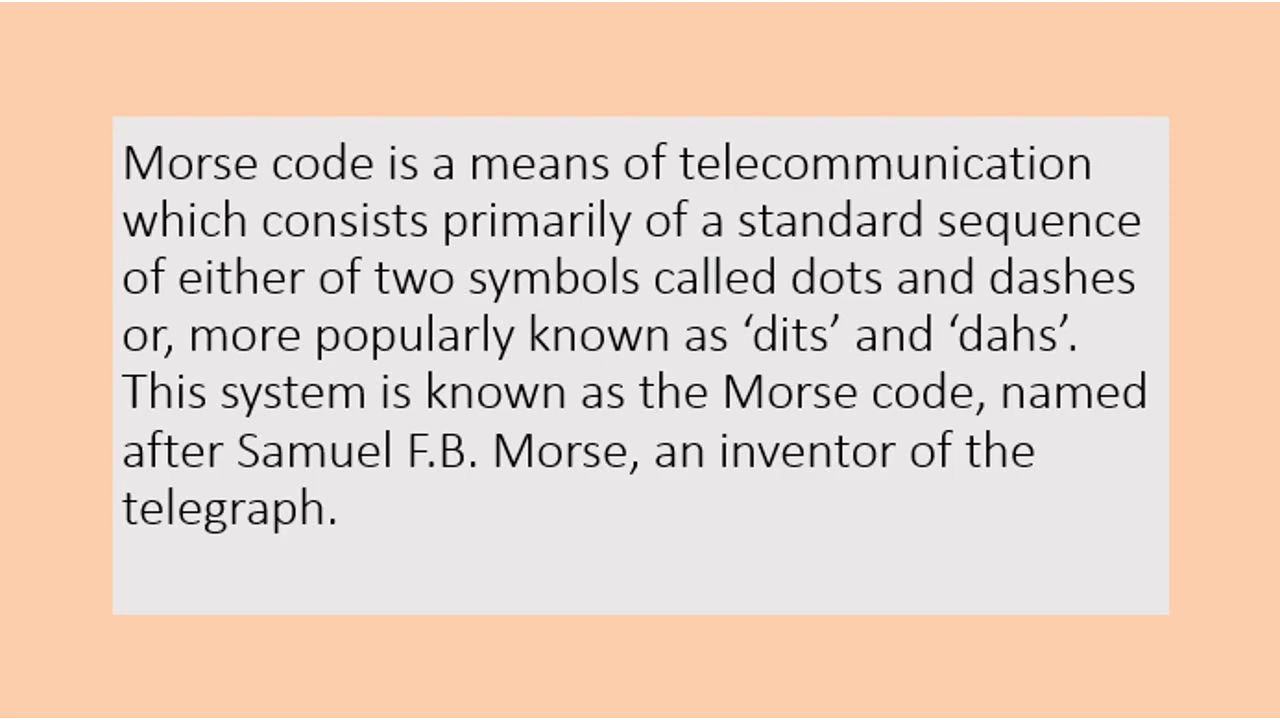 Morse code is a means of telecommunication
which consists primarily of a standard sequence
of either of two symbols called dots and dashes
or, more popularly known as ‘dits’ and ‘dahs’.
This system is known as the Morse code, named
after Samuel F.B. Morse, an inventor of the
telegraph.